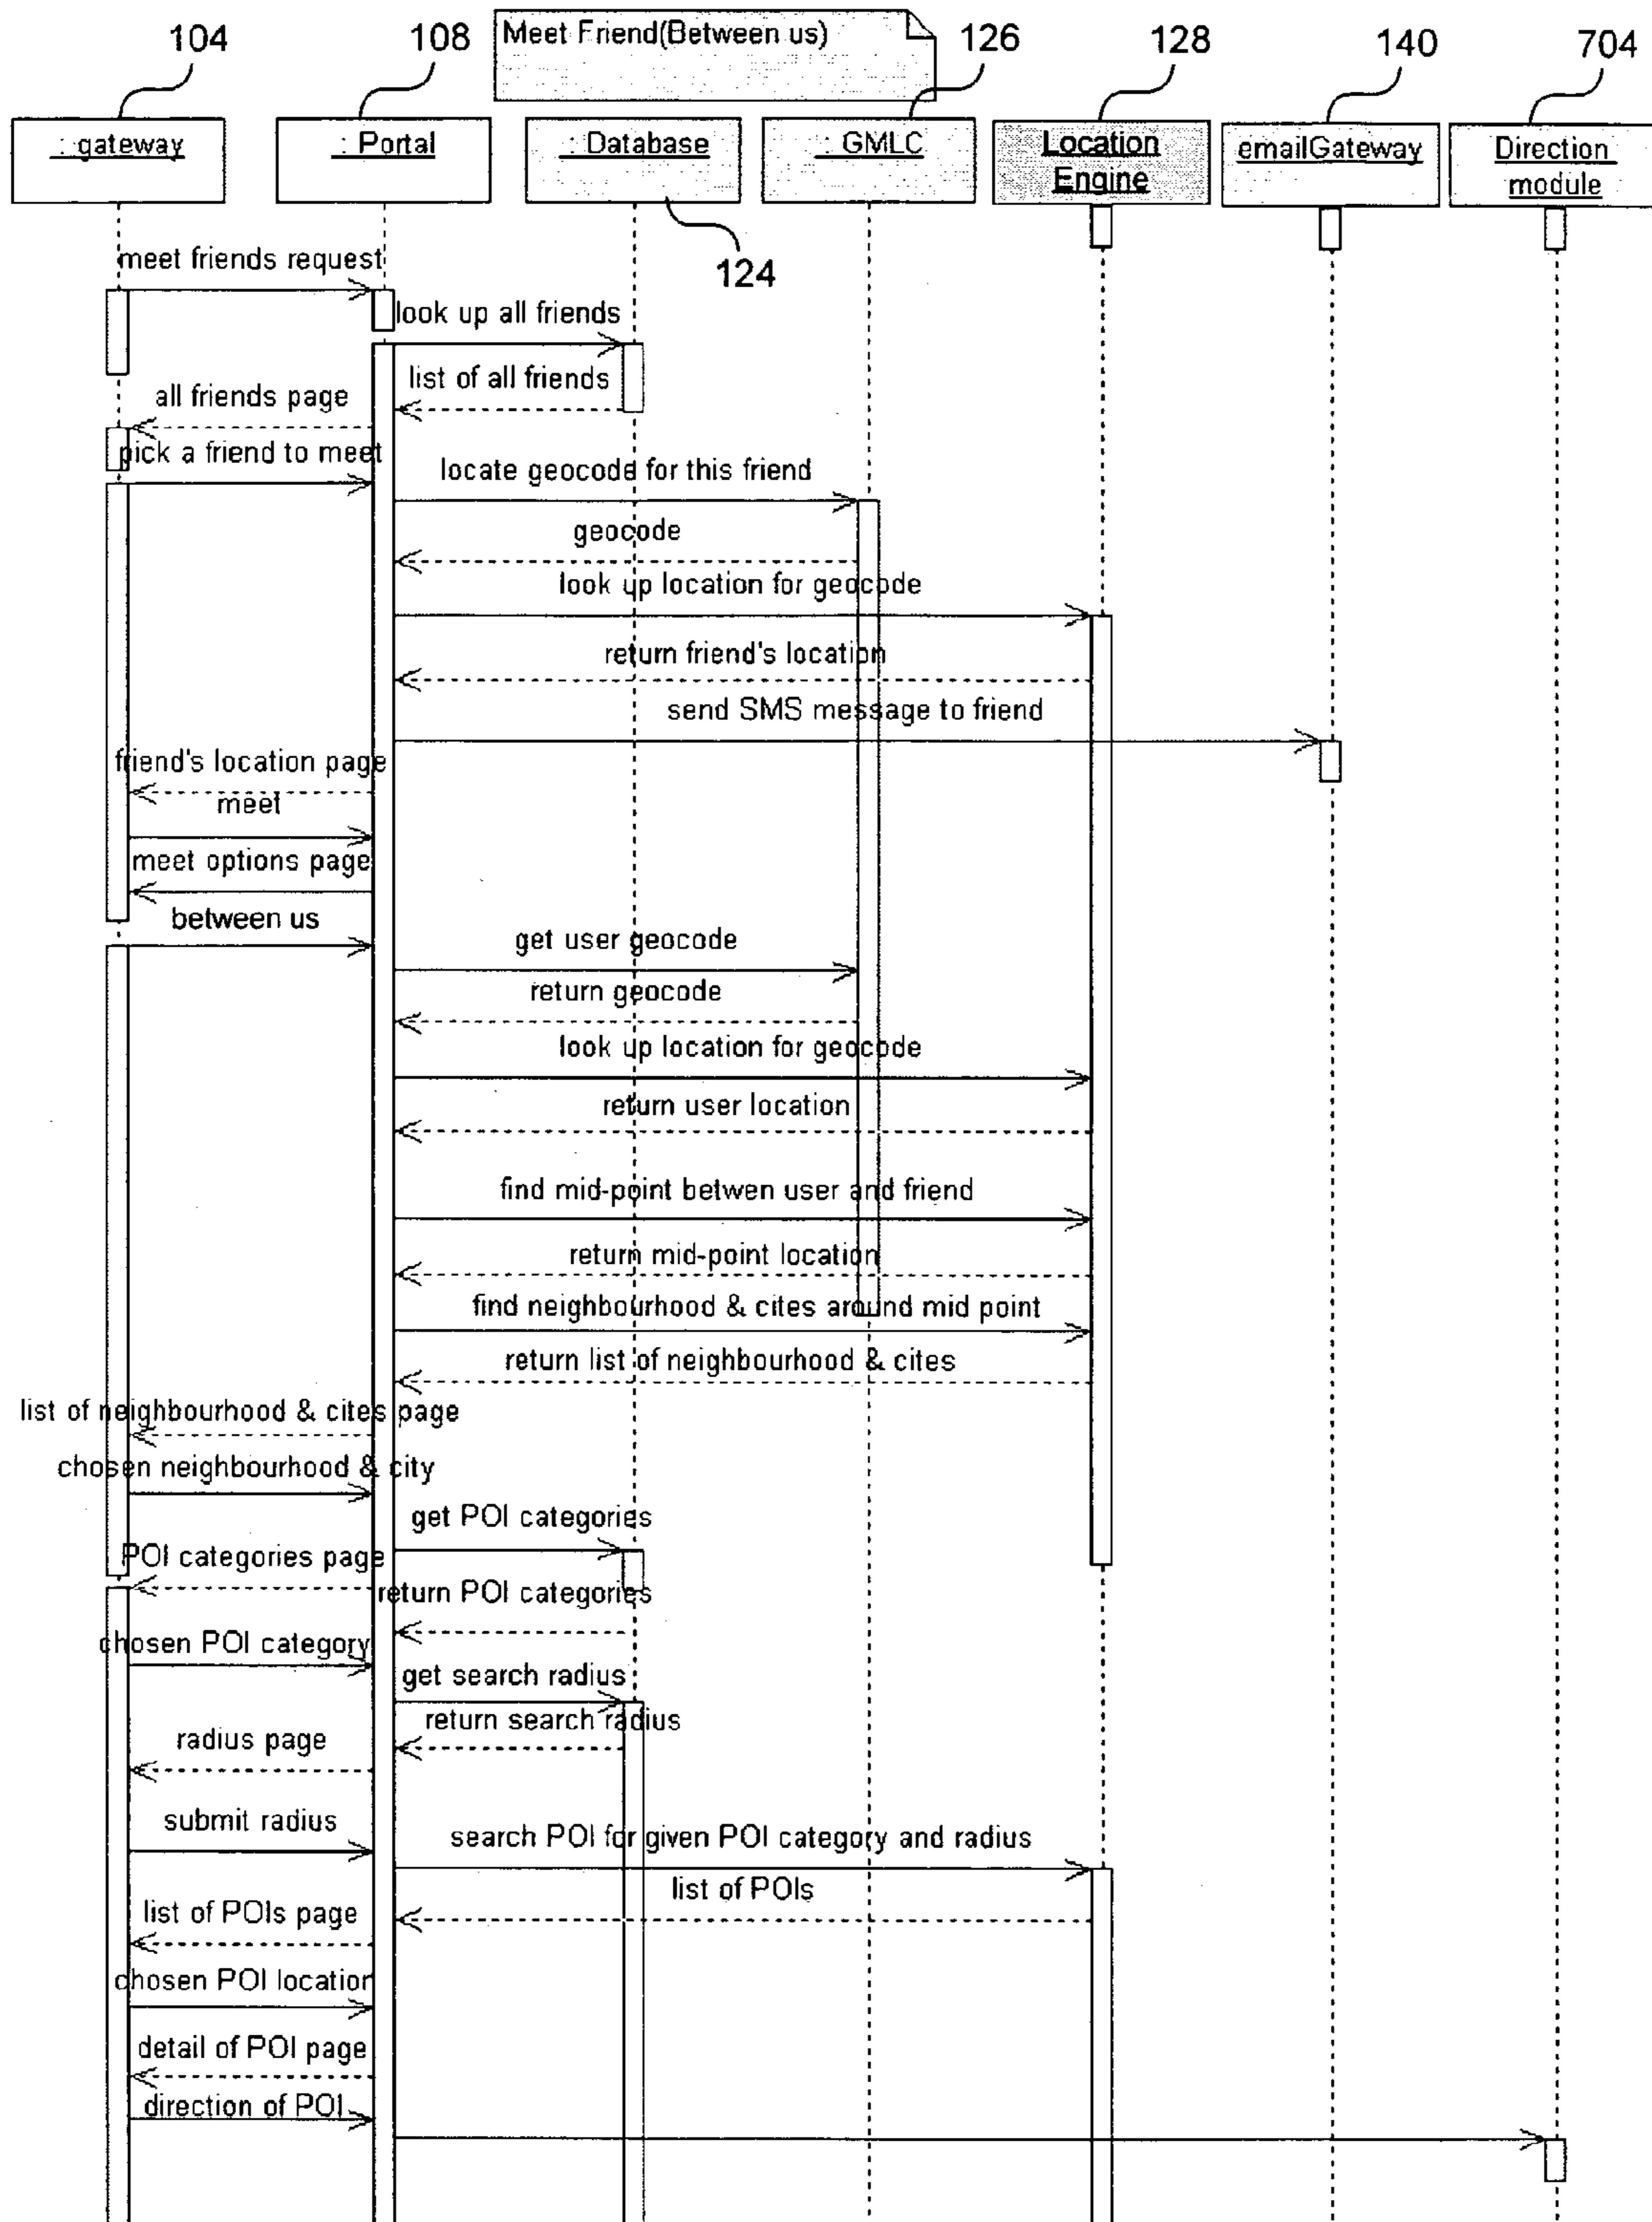 104
108
Meet Friend(Between us)
126
128
140
704
: gateway
: Portal
: Database
: GMLC
Location
Engine
emailGateway
Direction
module
124
meet friends request
look up all friends
list of all friends
all friends page
pick a friend to meet
locate geocode for this friend
geocode
look up location for geocode
return friend's location
send SMS message to friend
friend's location page
meet
meet options page
between us
get user geocode
return geocode
look up location for geocode
return user location
find mid-point betwen user and friend
return mid-point location
find neighbourhood & cites around mid point
return list of neighbourhood & cites
list of neighbourhood & cites page
chosen neighbourhood & city
get POI categories
POI categories page
return POI categories
chosen POI category
get search radius
return search radius
radius page
submit radius
search POI for given POI category and radius
list of POIs
list of POIs page
chosen POI location
detail of POI page
direction of POI